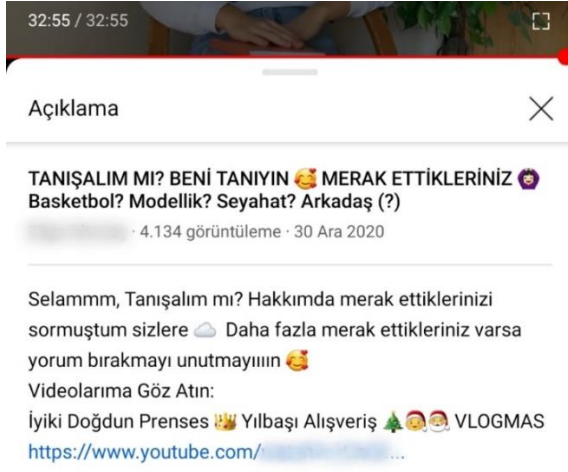 32:55 / 32:55
Açıklama
TANIŞALIM MI? BENİ TANIYIN 🥰 MERAK ETTİKLERİNİZ 🙆🏿‍♀️
Basketbol? Modellik? Seyahat? Arkadaş (?)
· 4.134 görüntüleme · 30 Ara 2020
Selammm, Tanışalım mı? Hakkımda merak ettiklerinizi
sormuştum sizlere ☁️ Daha fazla merak ettikleriniz varsa
yorum bırakmayı unutmayıııın 🥰
Videolarıma Göz Atın:
İyiki Doğdun Prenses 👑 Yılbaşı Alışveriş 🎄🤶🎅 VLOGMAS
https://www.youtube.com/ ...